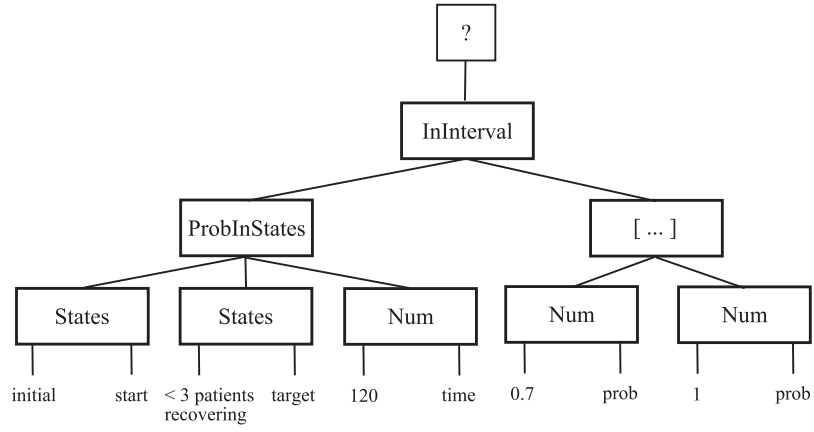 ?
InInterval
ProbInStates
[ ... ]
States
States
Num
Num
Num
initial
start
< 3 patients
recovering
target
120
time
0.7
prob
1
prob